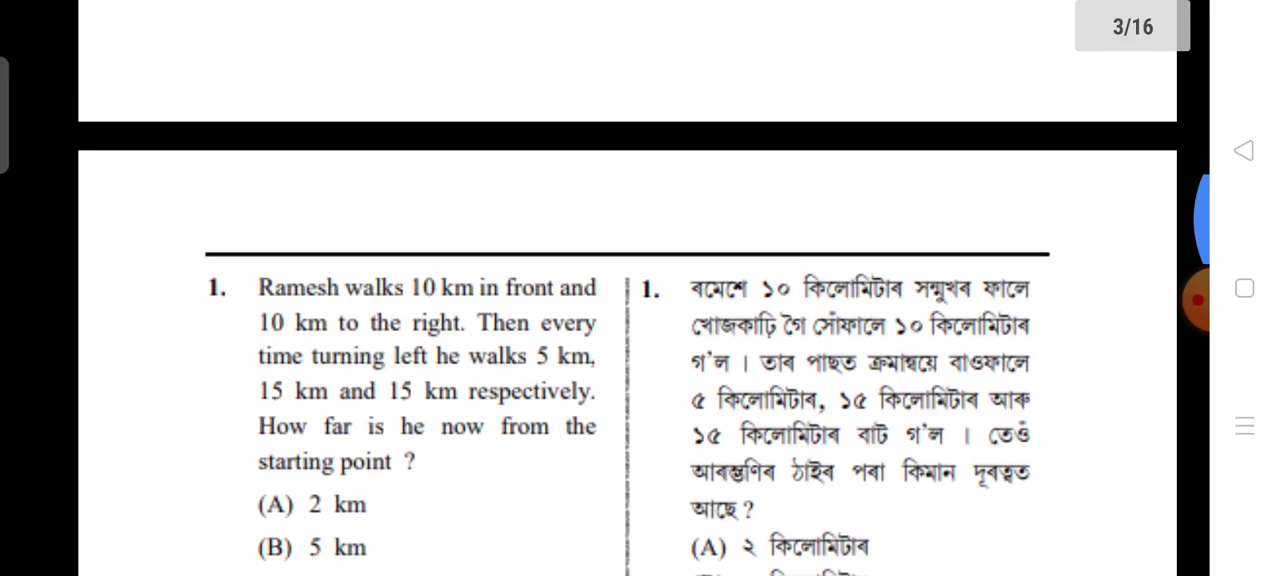 3/16
1. Ramesh walks 10 km in front and
10 km to the right. Then every
time turning left he walks 5 km,
15 km and 15 km respectively.
How far is he now from the
starting point ?
(A) 2 km
(B) 5 km
1. ৰমেশে ১০ কিলোমিটাৰ সন্মুখৰ ফালে
খোজকাঢ়ি গৈ সোঁফালে ১০ কিলোমিটাৰ
গ'ল । তাৰ পাছত ক্ৰমান্বয়ে বাওফালে
৫ কিলোমিটাৰ, ১৫ কিলোমিটাৰ আৰু
১৫ কিলোমিটাৰ বাট গ'ল । তেওঁ
আৰম্ভণিৰ ঠাইৰ পৰা কিমান দূৰত্বত
আছে ?
(A) ২ কিলোমিটাৰ